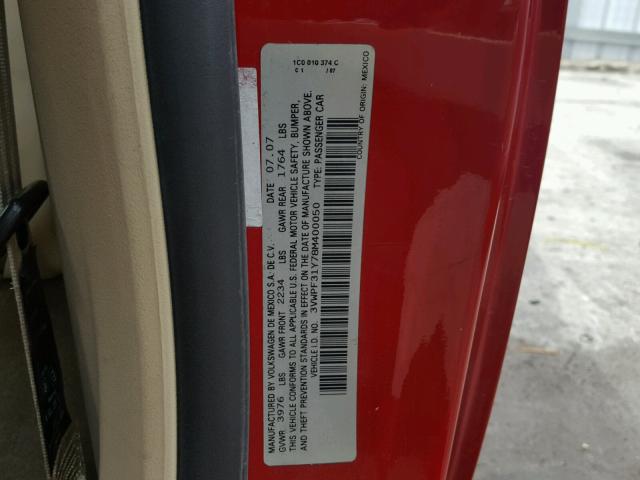 MANUFACTURED BY VOLKSWAGEN DE MEXICO S.A. DE C.V. DATE 07.07
GVWR 3976 LBS GAWR FRONT 2234 LBS GAWR REAR 1764 LBS
THIS VEHICLE CONFORMS TO ALL APPLICABLE U.S. FEDERAL MOTOR VEHICLE SAFETY, BUMPER,
AND THEFT PREVENTION STANDARDS IN EFFECT ON THE DATE OF MANUFACTURE SHOWN ABOVE.
VEHICLE I.D. NO. 3VWPF31Y78M400050 TYPE: PASSENGER CAR
1C0 010 374 C
C 1 / 07
COUNTRY OF ORIGIN: MEXICO